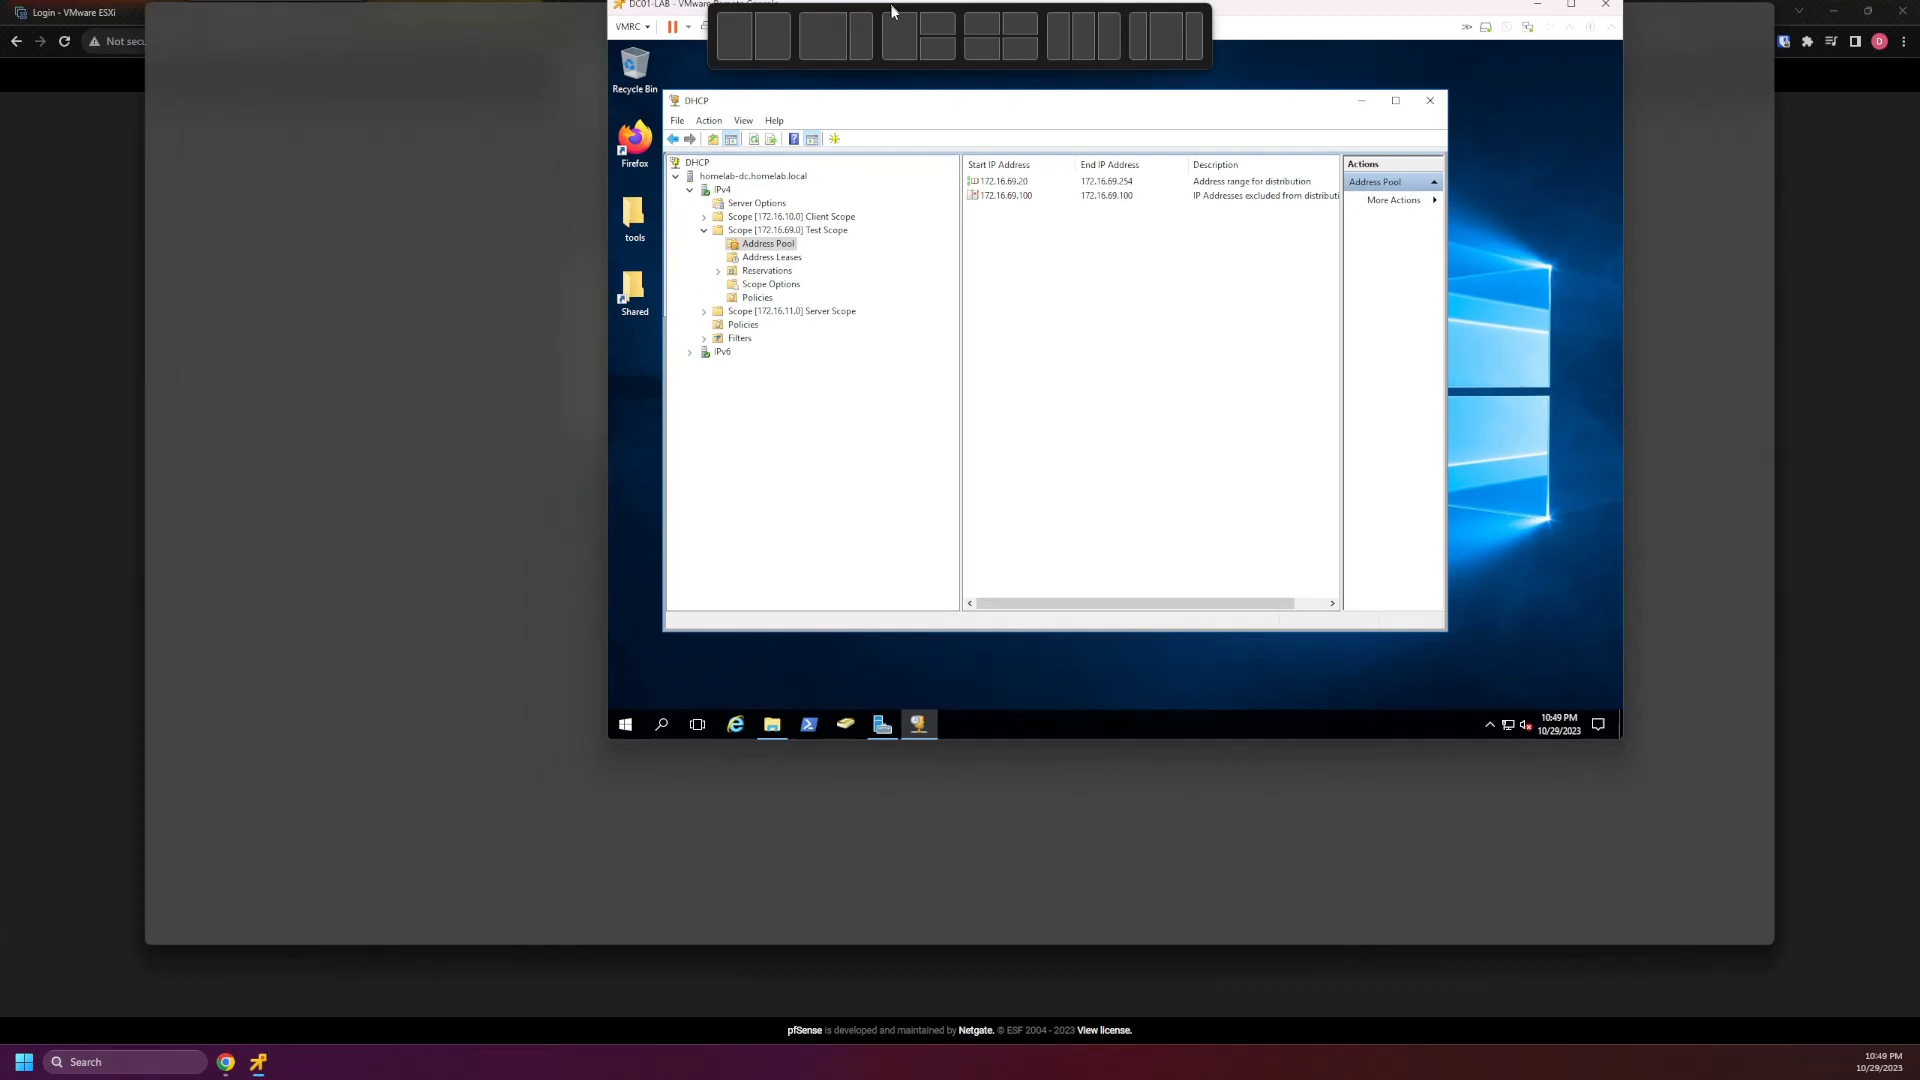 Login - VMware ESXi
DC01-LAB - VMware Remote Console
Not secu
VMRC
Recycle Bin
DHCP
File Action View Help
Firefox
tools
Shared
DHCP
homelab-dc.homelab.local
IPv4
Server Options
Scope [172.16.10.0] Client Scope
Scope [172.16.69.0] Test Scope
Address Pool
Address Leases
Reservations
Scope Options
Policies
Scope [172.16.11.0] Server Scope
Policies
Filters
IPv6
Start IP Address End IP Address Description
172.16.69.20 172.16.69.254 Address range for distribution
172.16.69.100 172.16.69.100 IP Addresses excluded from distributi
Actions
Address Pool
More Actions
10:49 PM
10/29/2023
pfSense is developed and maintained by Netgate. © ESF 2004 - 2023 View license.
Search
10:49 PM
10/29/2023
D